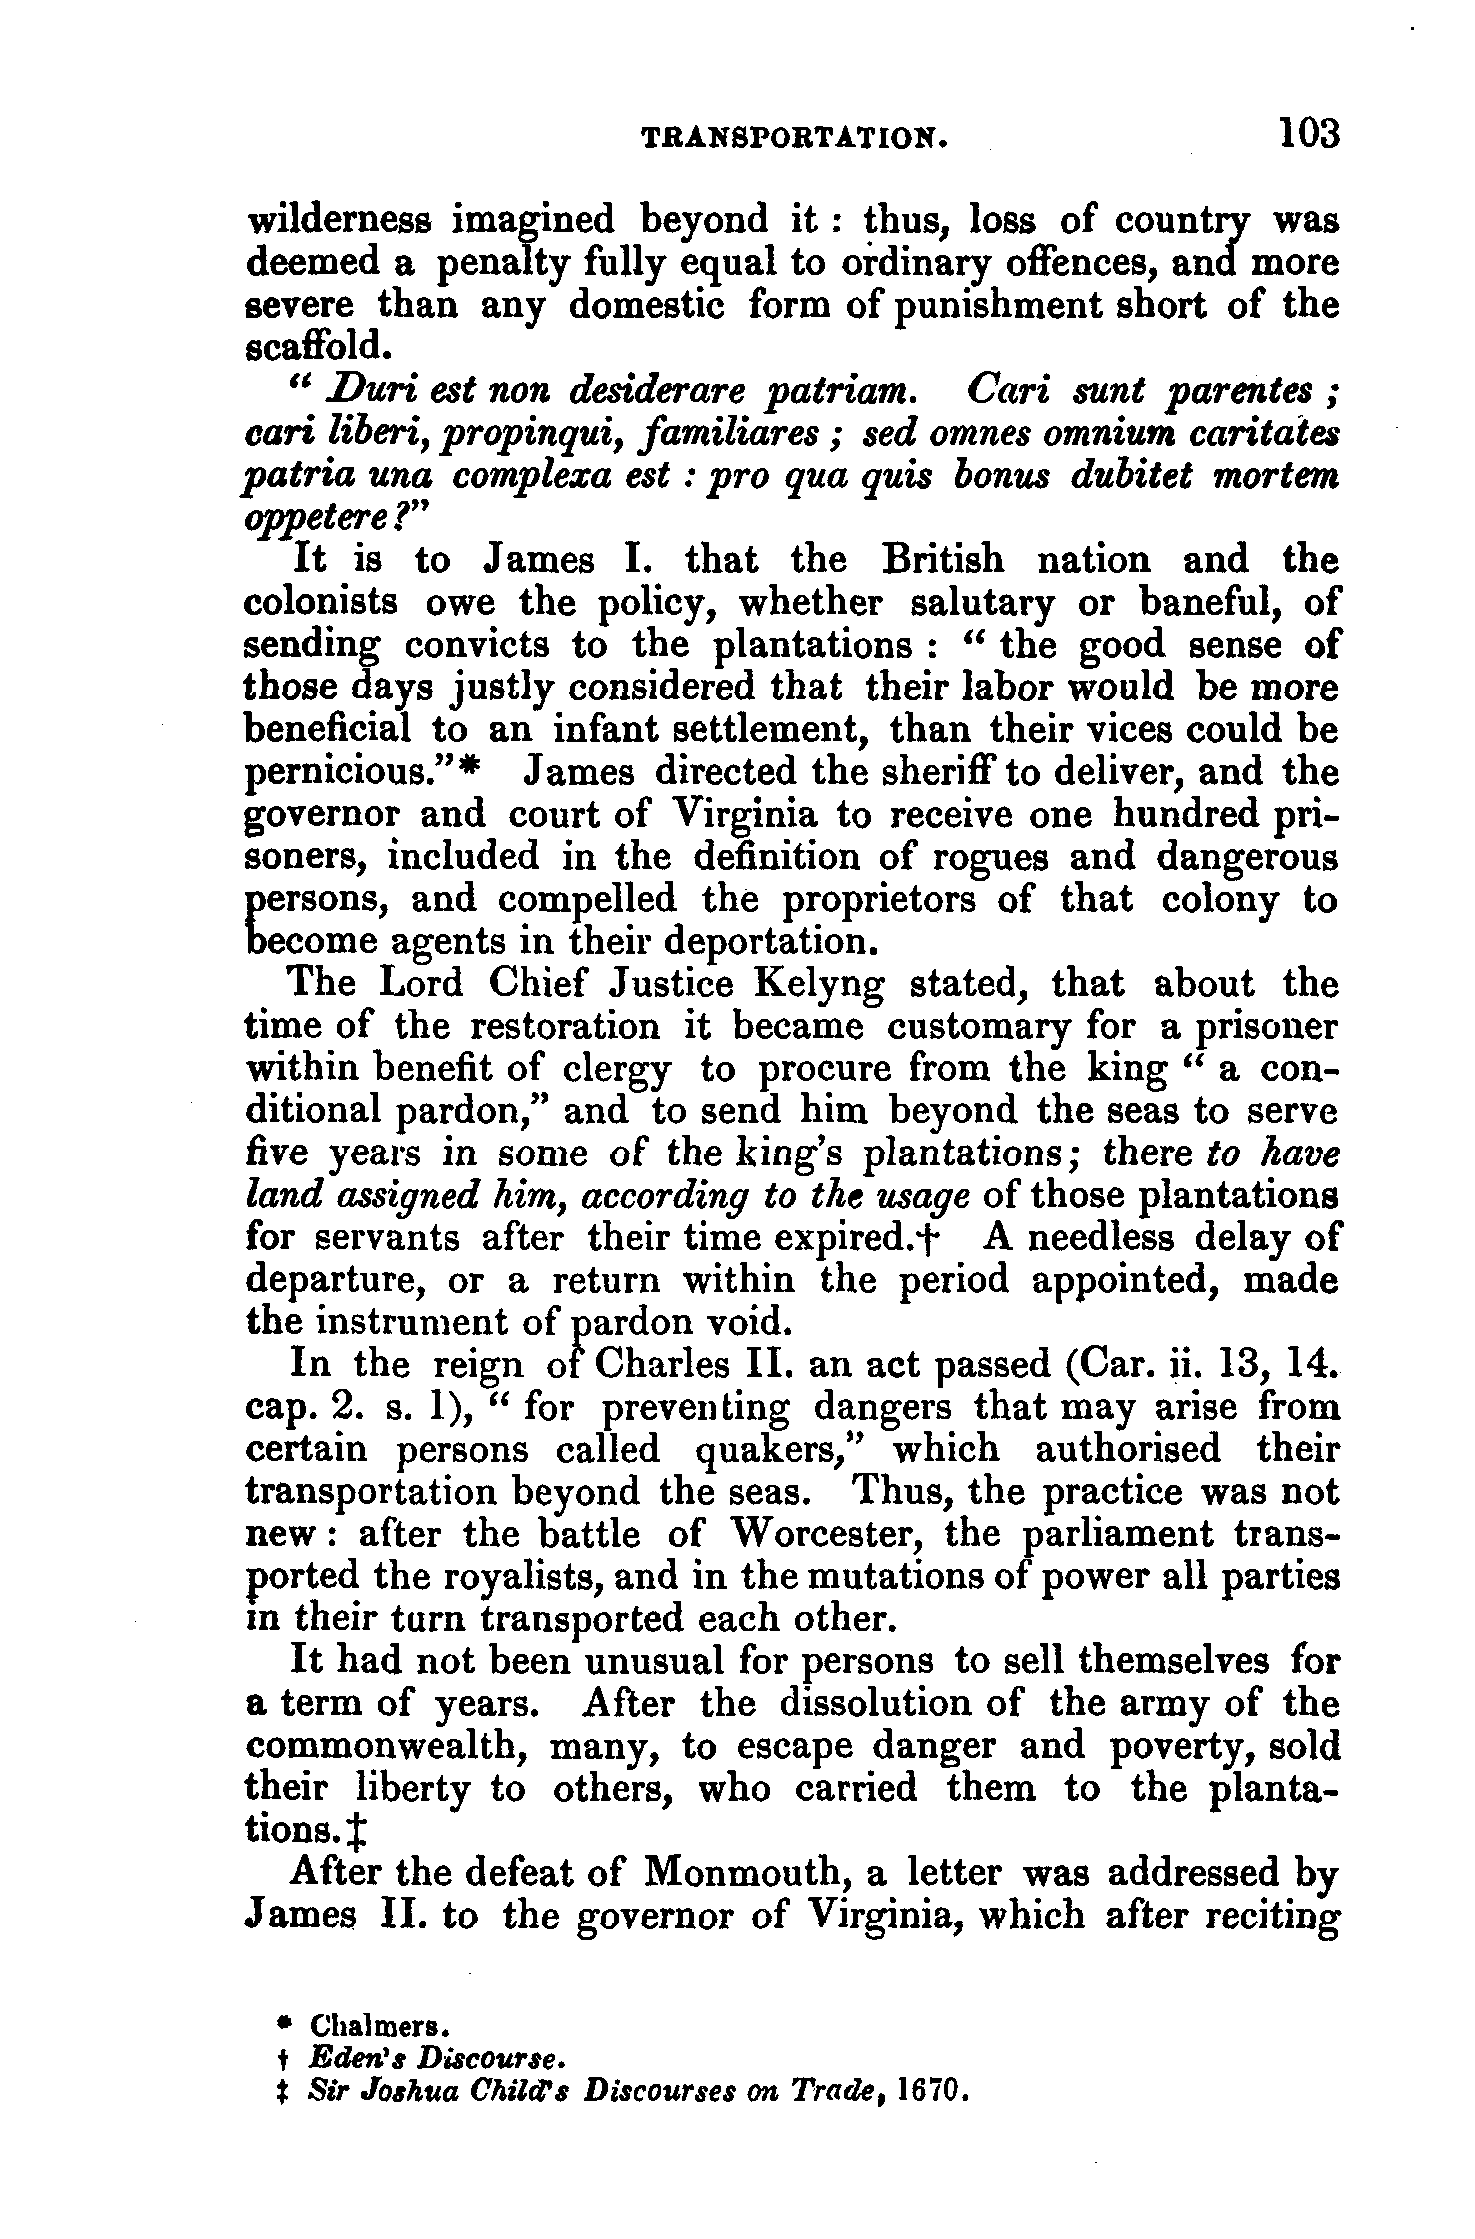 TRANSPORTATION. 103
wilderness imagined beyond it : thus, loss of country was
deemed a penalty fully equal to ordinary offences, and more
severe than any domestic form of punishment short of the
scaffold.
“ Duri est non desiderare patriam. Cari sunt parentes ;
cari liberi, propinqui, familiares ; sed omnes omnium caritates
patria una complexa est : pro qua quis bonus dubitet mortem
oppetere ?”
It is to James I. that the British nation and the
colonists owe the policy, whether salutary or baneful, of
sending convicts to the plantations : “ the good sense of
those days justly considered that their labor would be more
beneficial to an infant settlement, than their vices could be
pernicious.”* James directed the sheriff to deliver, and the
governor and court of Virginia to receive one hundred pri-
soners, included in the definition of rogues and dangerous
persons, and compelled the proprietors of that colony to
become agents in their deportation.
The Lord Chief Justice Kelyng stated, that about the
time of the restoration it became customary for a prisoner
within benefit of clergy to procure from the king “ a con-
ditional pardon,” and to send him beyond the seas to serve
five years in some of the king’s plantations; there to have
land assigned him, according to the usage of those plantations
for servants after their time expired.† A needless delay of
departure, or a return within the period appointed, made
the instrument of pardon void.
In the reign of Charles II. an act passed (Car. ii. 13, 14.
cap. 2. s. 1), “ for preventing dangers that may arise from
certain persons called quakers,” which authorised their
transportation beyond the seas. Thus, the practice was not
new : after the battle of Worcester, the parliament trans-
ported the royalists, and in the mutations of power all parties
in their turn transported each other.
It had not been unusual for persons to sell themselves for
a term of years. After the dissolution of the army of the
commonwealth, many, to escape danger and poverty, sold
their liberty to others, who carried them to the planta-
tions.‡
After the defeat of Monmouth, a letter was addressed by
James II. to the governor of Virginia, which after reciting
* Chalmers.
† Eden’s Discourse.
‡ Sir Joshua Child’s Discourses on Trade, 1670.